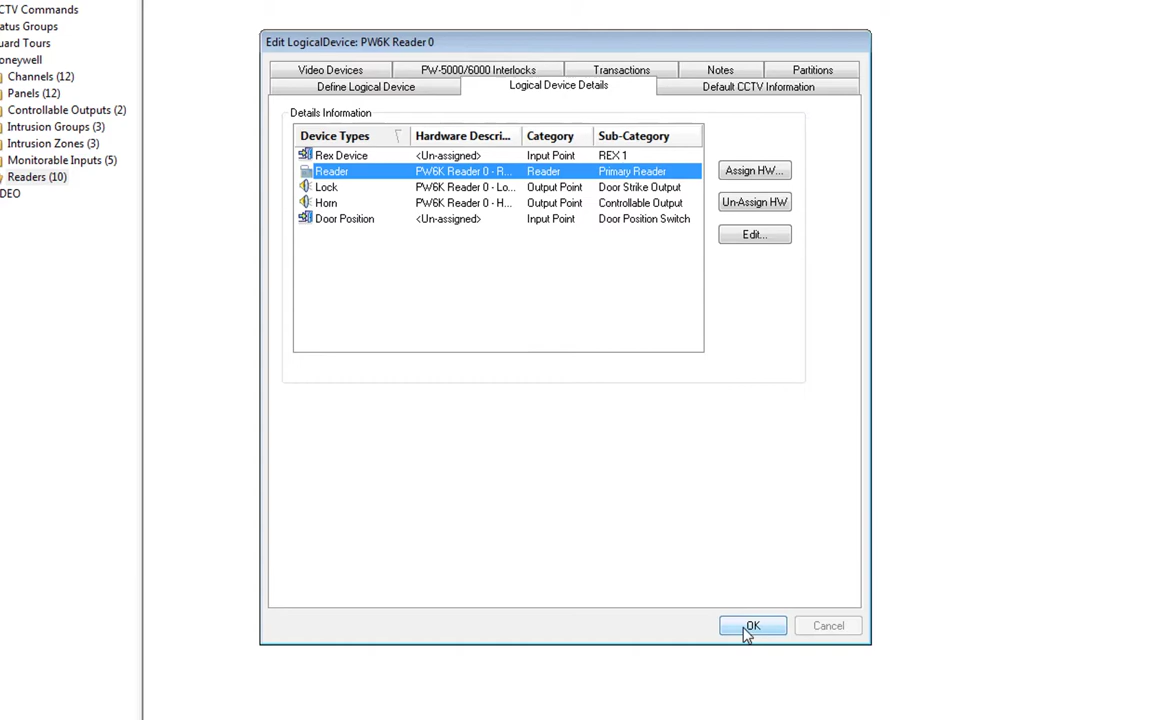 CTV Commands
atus Groups
uard Tours
oneywell
Channels (12)
Panels (12)
Controllable Outputs (2)
Intrusion Groups (3)
Intrusion Zones (3)
Monitorable Inputs (5)
Readers (10)
DEO
Edit LogicalDevice: PW6K Reader 0
Video Devices PW-5000/6000 Interlocks Transactions Notes Partitions
Define Logical Device Logical Device Details Default CCTV Information
Details Information
Device Types Hardware Descri... Category Sub-Category
Rex Device <Un-assigned> Input Point REX 1
Reader PW6K Reader 0 - R... Reader Primary Reader
Lock PW6K Reader 0 - Lo... Output Point Door Strike Output
Horn PW6K Reader 0 - H... Output Point Controllable Output
Door Position <Un-assigned> Input Point Door Position Switch
Assign HW...
Un-Assign HW
Edit...
OK Cancel